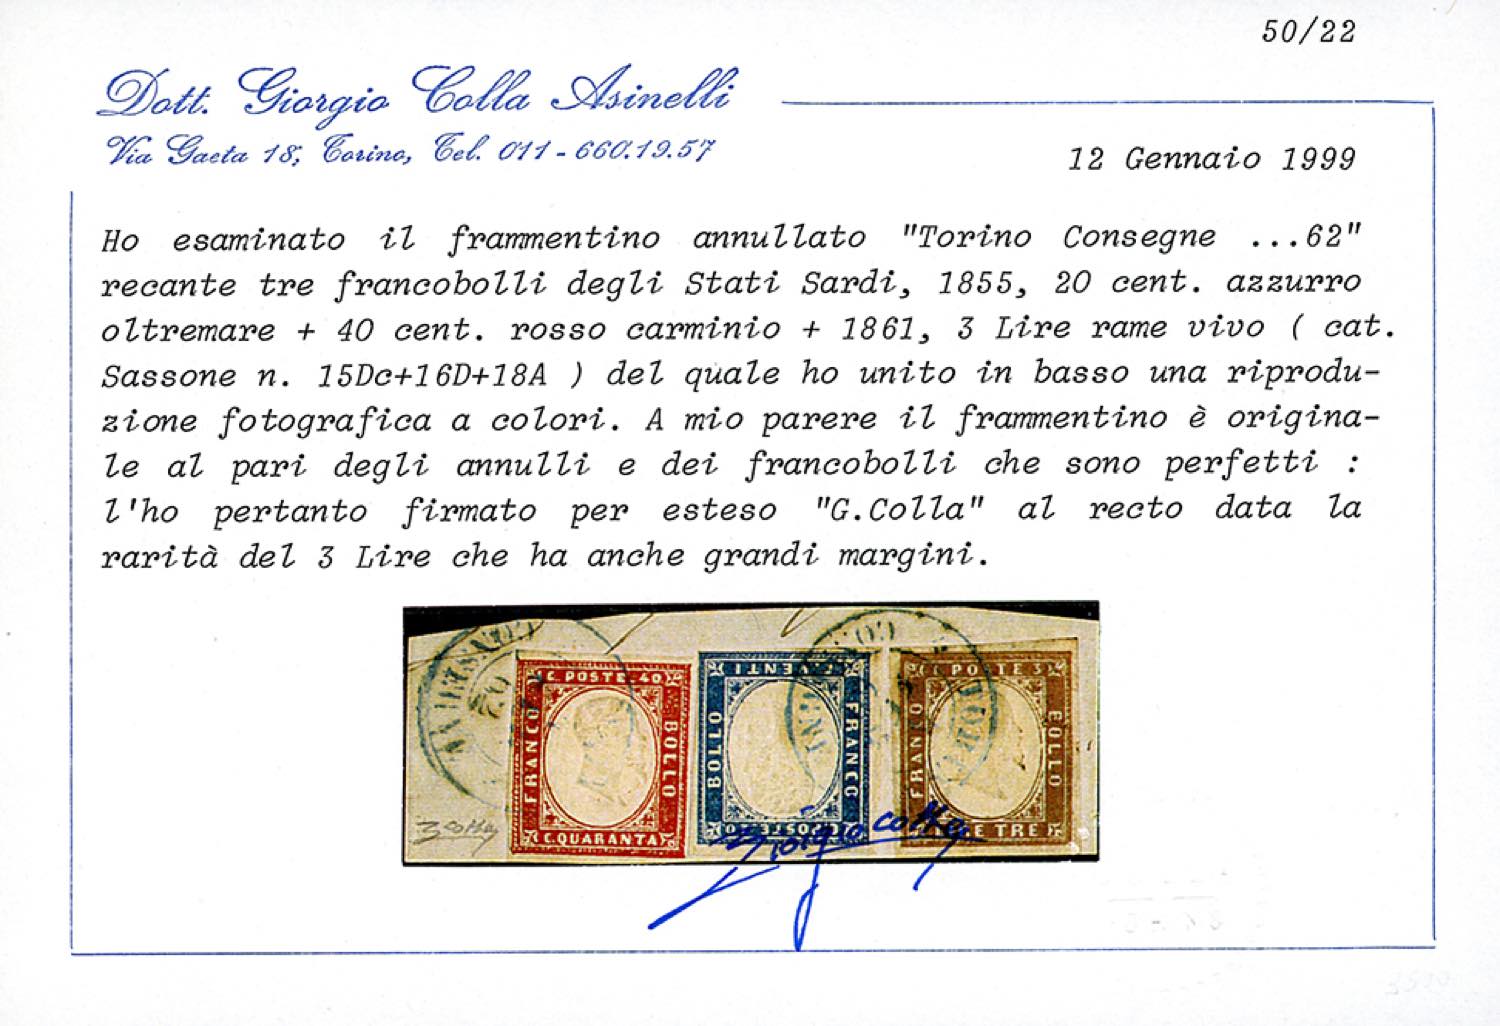 50/22
Dott. Giorgio Colla Asinelli
Via Gaeta 18, Torino, Tel. 011-660.19.57
12 Gennaio 1999
Ho esaminato il frammentino annullato "Torino Consegne ...62"
recante tre francobolli degli Stati Sardi, 1855, 20 cent. azzurro
oltremare + 40 cent. rosso carminio + 1861, 3 Lire rame vivo ( cat.
Sassone n. 15Dc+16D+18A ) del quale ho unito in basso una riprodu-
zione fotografica a colori. A mio parere il frammentino è origina-
le al pari degli annulli e dei francobolli che sono perfetti :
l'ho pertanto firmato per esteso "G.Colla" al recto data la
rarità del 3 Lire che ha anche grandi margini.
C. POSTE 40
FRANCO
BOLLO
C.QUARANTA
C. VENTI
BOLLO
FRANCO
C. POSTE 3
FRANCO
BOLLO
RE TRE
Giorgio Colla